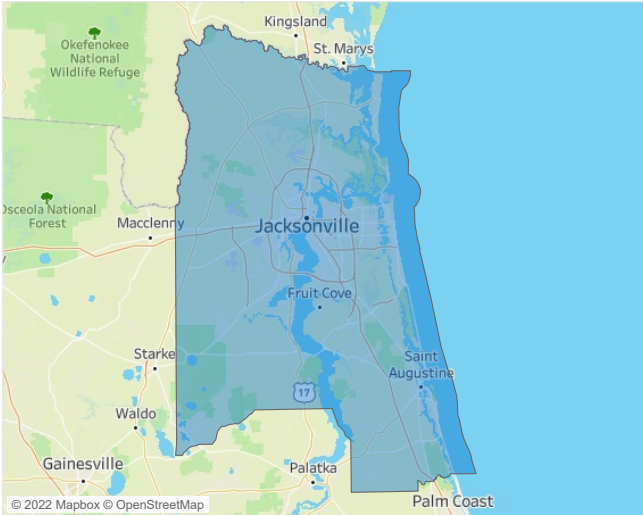 Kingsland
St. Marys
Okefenokee
National
Wildlife Refuge
Osceola National
Forest
Macclenny
Jacksonville
Fruit Cove
Starke
Saint
Augustine
17
Waldo
Gainesville
Palatka
Palm Coast
© 2022 Mapbox © OpenStreetMap